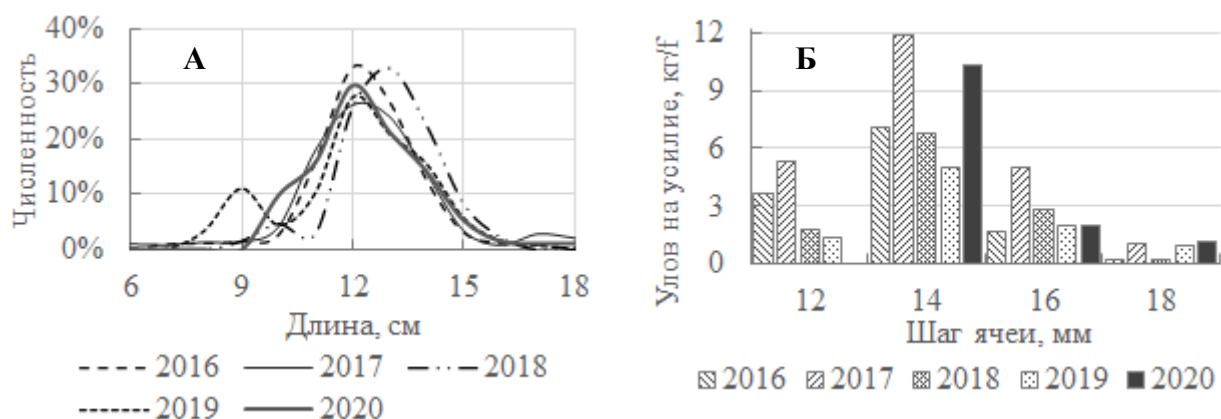 А
Численность
40%
30%
20%
10%
0%
6 9 12 15 18
Длина, см
2016 2017 2018
2019 2020
Б
Улов на усилие, кг/f
12
9
6
3
0
12 14 16 18
Шаг ячеи, мм
2016 2017 2018 2019 2020